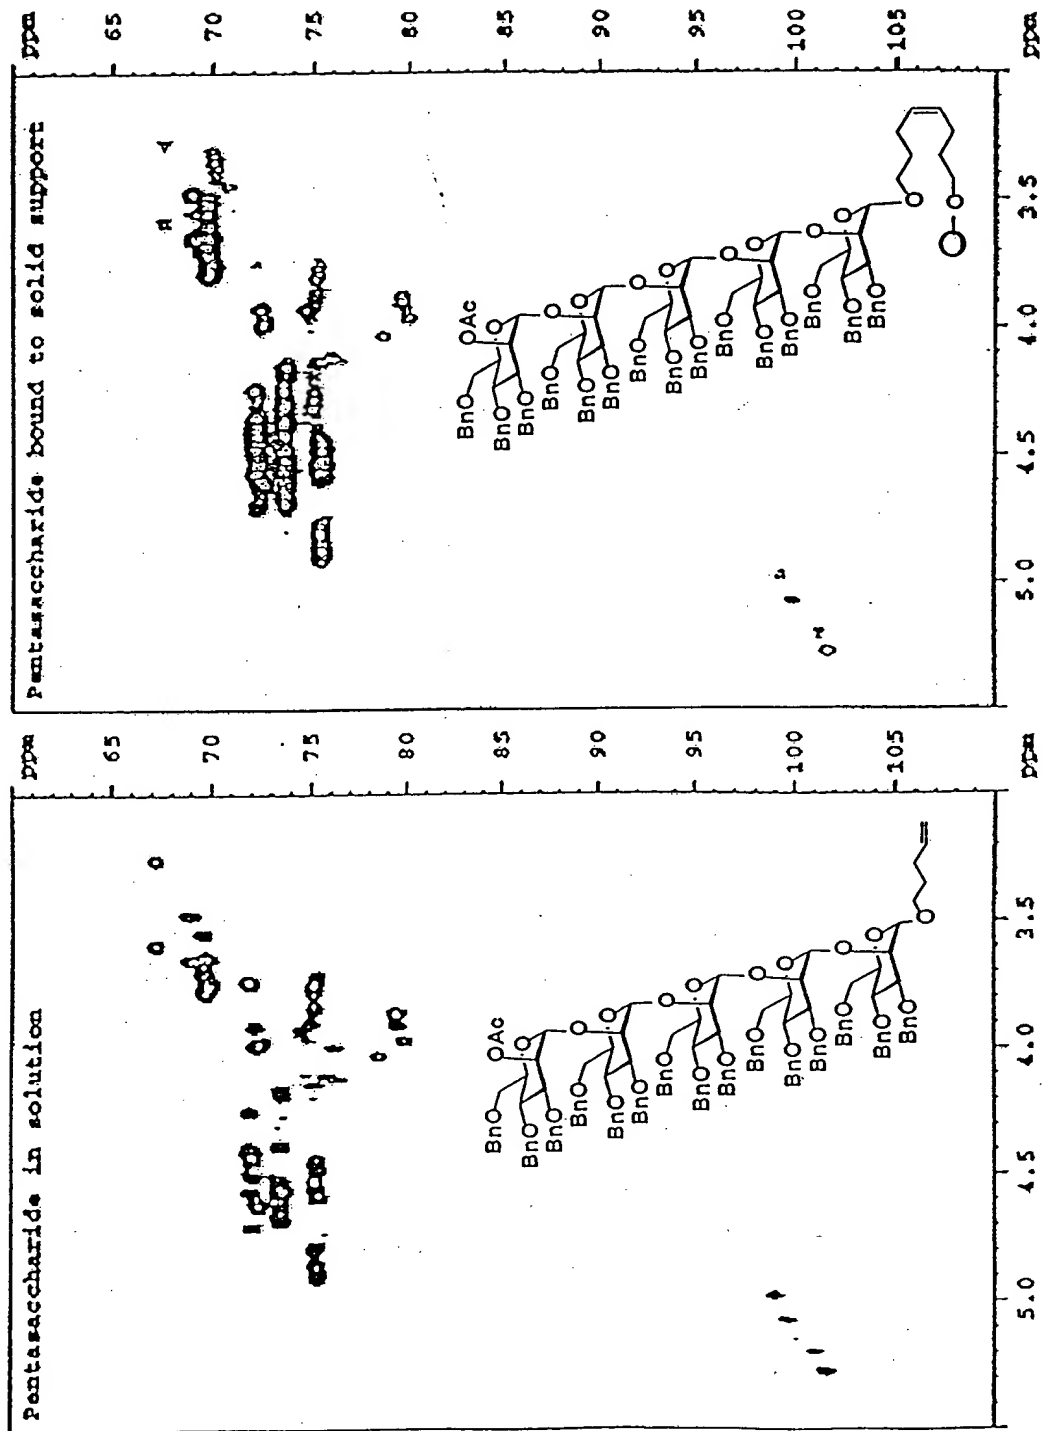 Pentasaccharide in solution
ppm
65
70
75
80
85
90
95
100
105
ppm
5.0
4.5
4.0
3.5
OAc
BnO
O
BnO
BnO
O
BnO
O
BnO
BnO
O
BnO
O
BnO
BnO
O
BnO
O
BnO
BnO
O
BnO
O
BnO
BnO
O
Pentasaccharide bound to solid support
ppm
65
70
75
80
85
90
95
100
105
ppm
5.0
4.5
4.0
3.5
OAc
BnO
O
BnO
BnO
O
BnO
O
BnO
BnO
O
BnO
O
BnO
BnO
O
BnO
O
BnO
BnO
O
BnO
O
BnO
BnO
O
O